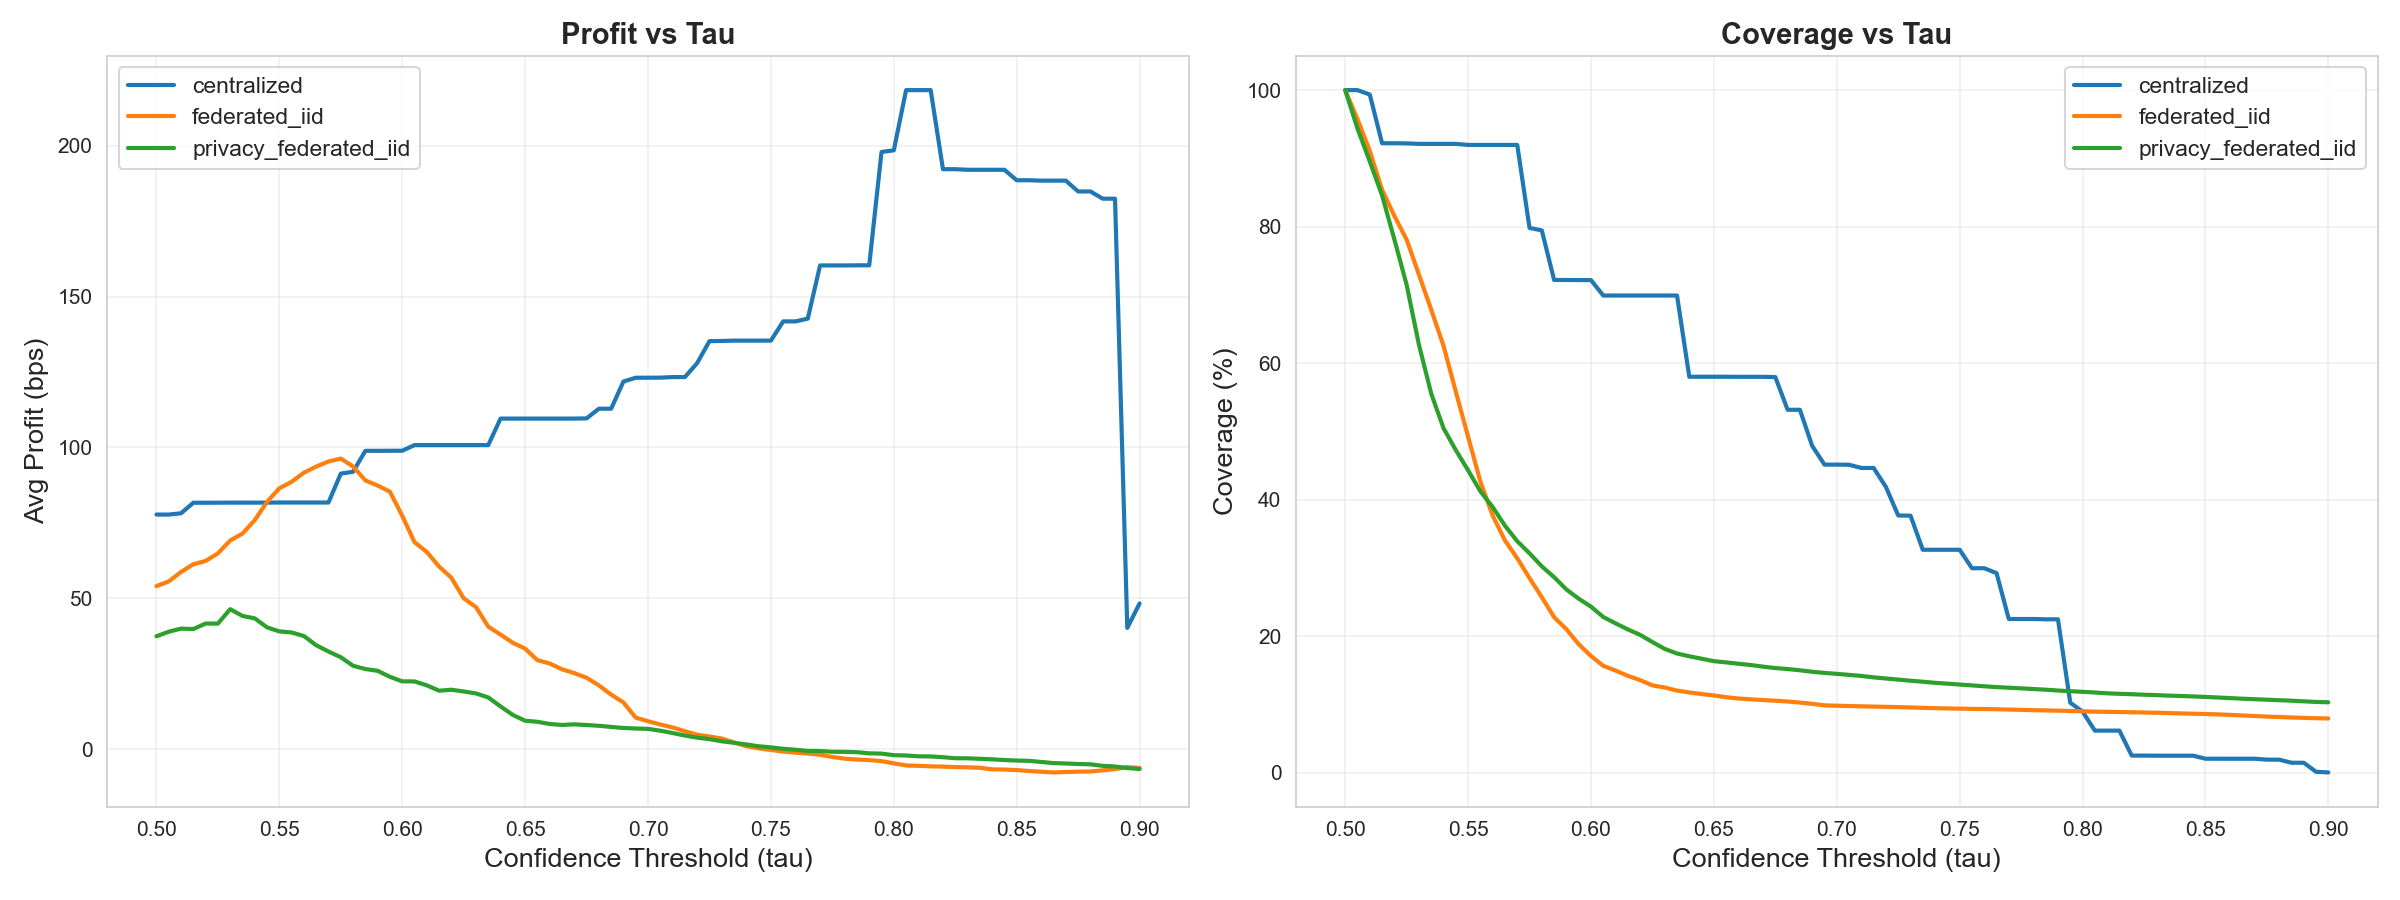 Profit vs Tau
centralized
federated_iid
privacy_federated_iid
200
150
100
50
0
Avg Profit (bps)
0.50 0.55 0.60 0.65 0.70 0.75 0.80 0.85 0.90
Confidence Threshold (tau)
Coverage vs Tau
centralized
federated_iid
privacy_federated_iid
100
80
60
40
20
0
Coverage (%)
0.50 0.55 0.60 0.65 0.70 0.75 0.80 0.85 0.90
Confidence Threshold (tau)